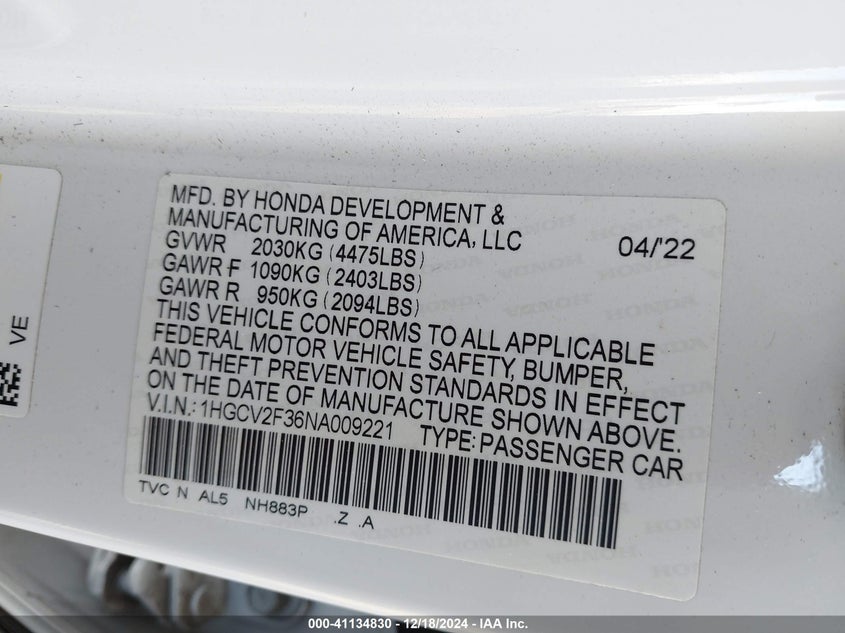 MFD. BY HONDA DEVELOPMENT &
MANUFACTURING OF AMERICA, LLC
GVWR 2030KG (4475LBS) 04/'22
GAWR F 1090KG (2403LBS)
GAWR R 950KG (2094LBS)
THIS VEHICLE CONFORMS TO ALL APPLICABLE
FEDERAL MOTOR VEHICLE SAFETY, BUMPER,
AND THEFT PREVENTION STANDARDS IN EFFECT
ON THE DATE OF MANUFACTURE SHOWN ABOVE.
V.I.N.: 1HGCV2F36NA009221 TYPE: PASSENGER CAR
TVC N AL5 NH883P .Z .A
VE
000-41134830 - 12/18/2024 - IAA Inc.